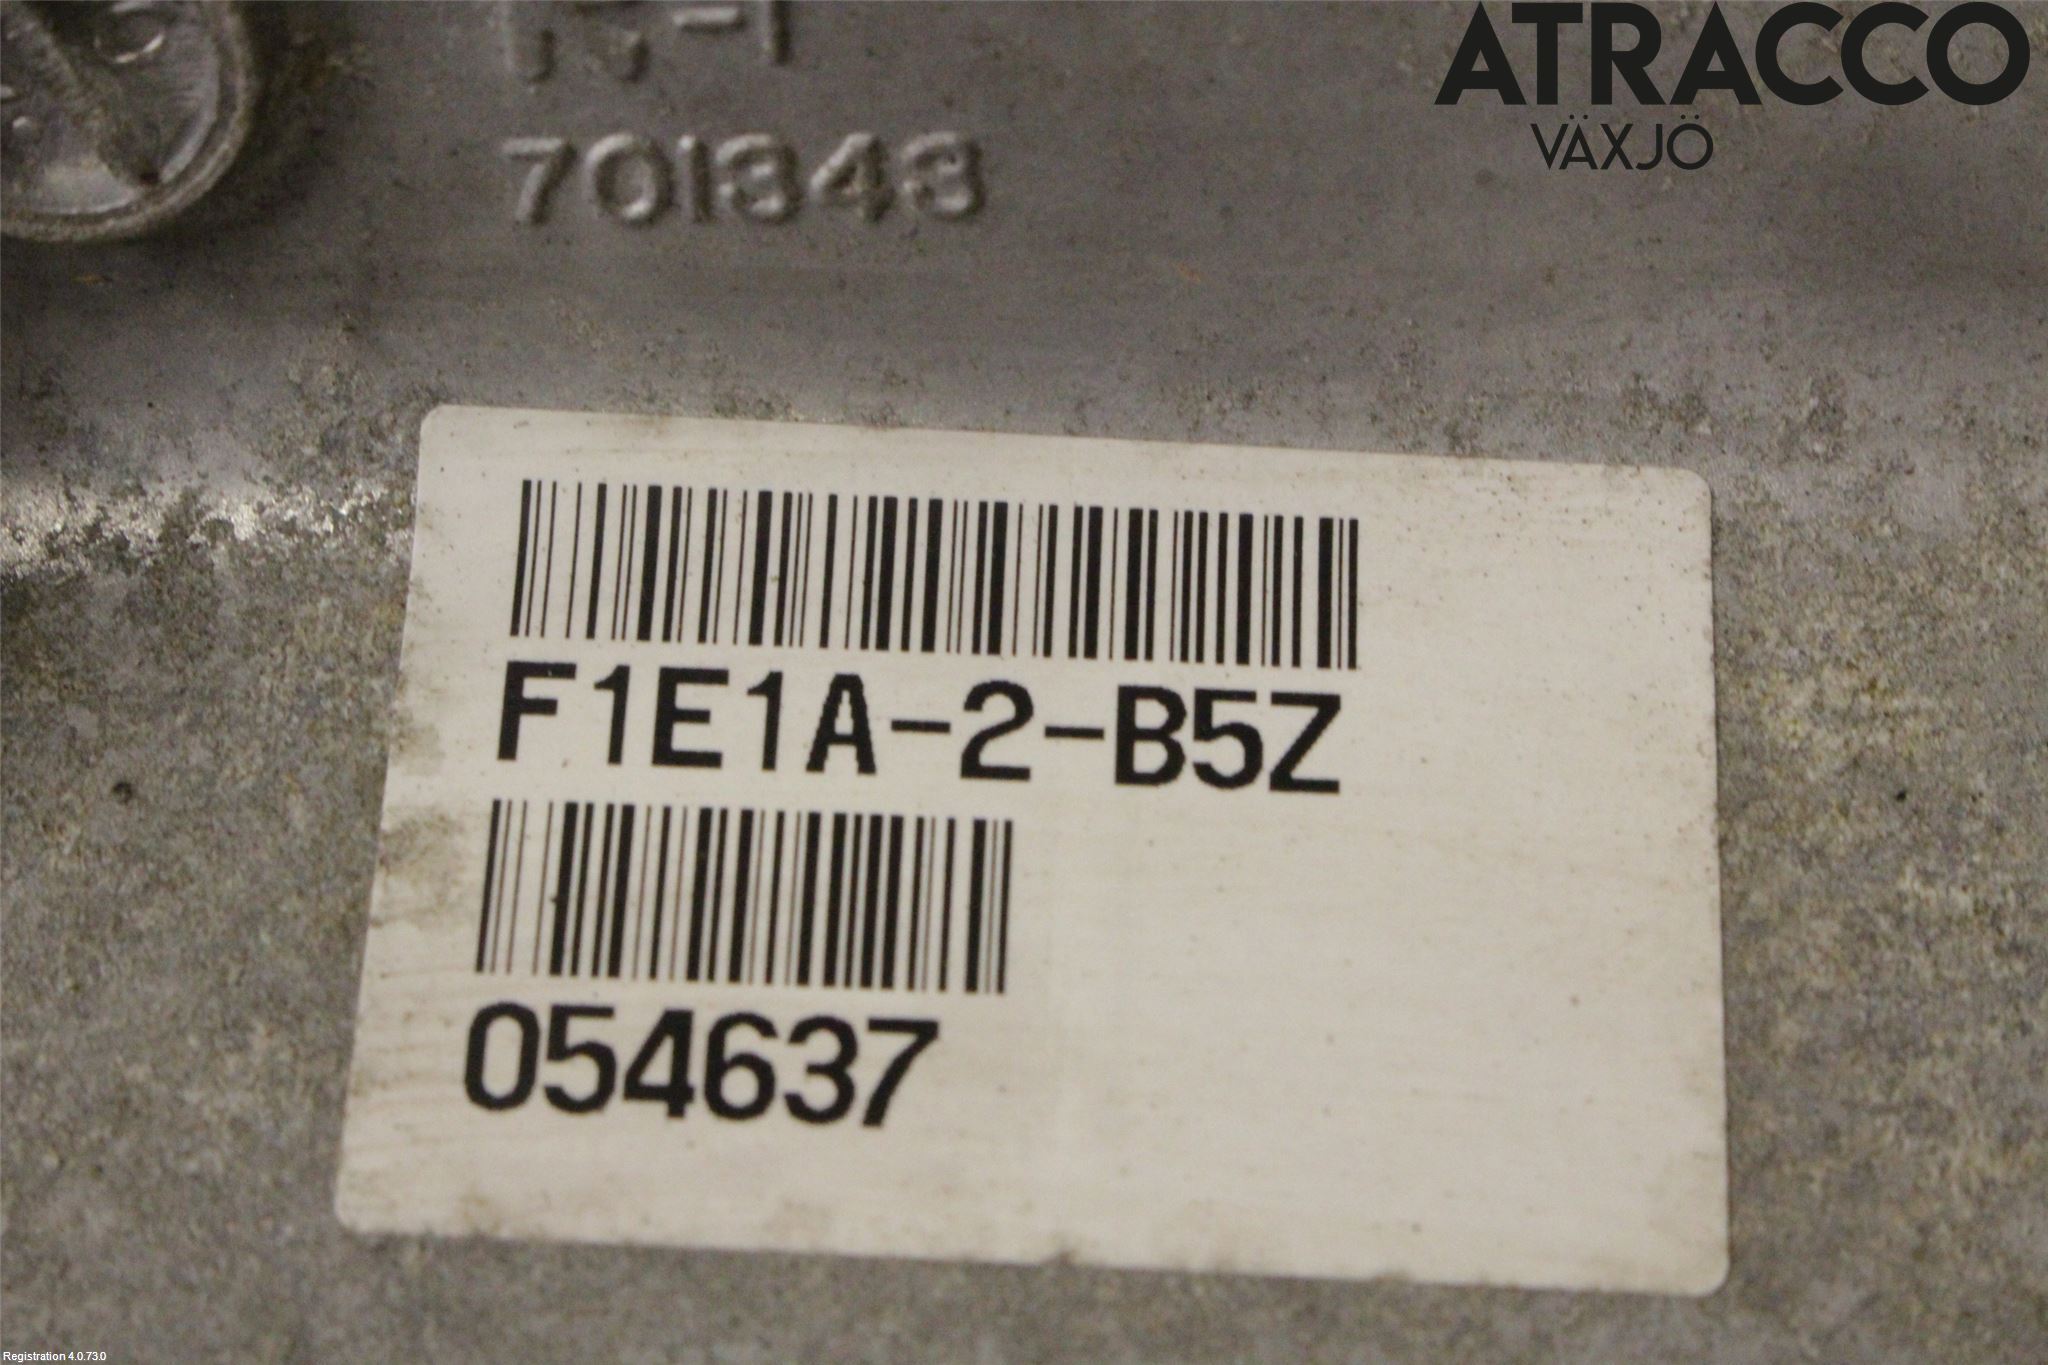 ATRACCO
VÄXJÖ
701343
F1E1A-2-B5Z
054637
Registration 4.0.73.0